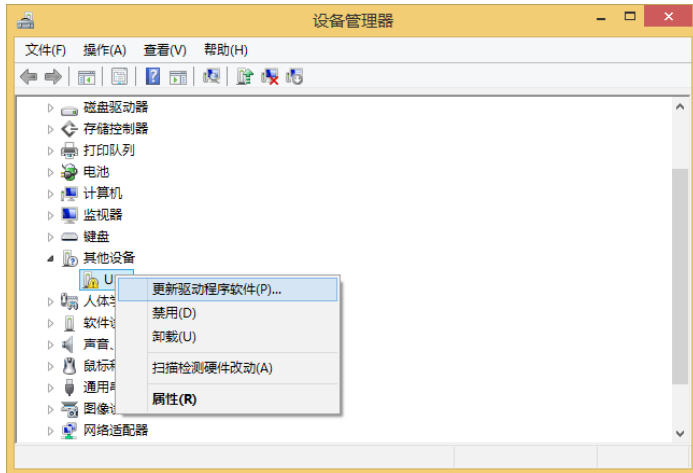 设备管理器
文件(F) 操作(A) 查看(V) 帮助(H)
磁盘驱动器
存储控制器
打印队列
电池
计算机
监视器
键盘
其他设备
U
更新驱动程序软件(P)...
人体
禁用(D)
软件
卸载(U)
声音、
鼠标
扫描检测硬件改动(A)
通用
属性(R)
图像
网络适配器